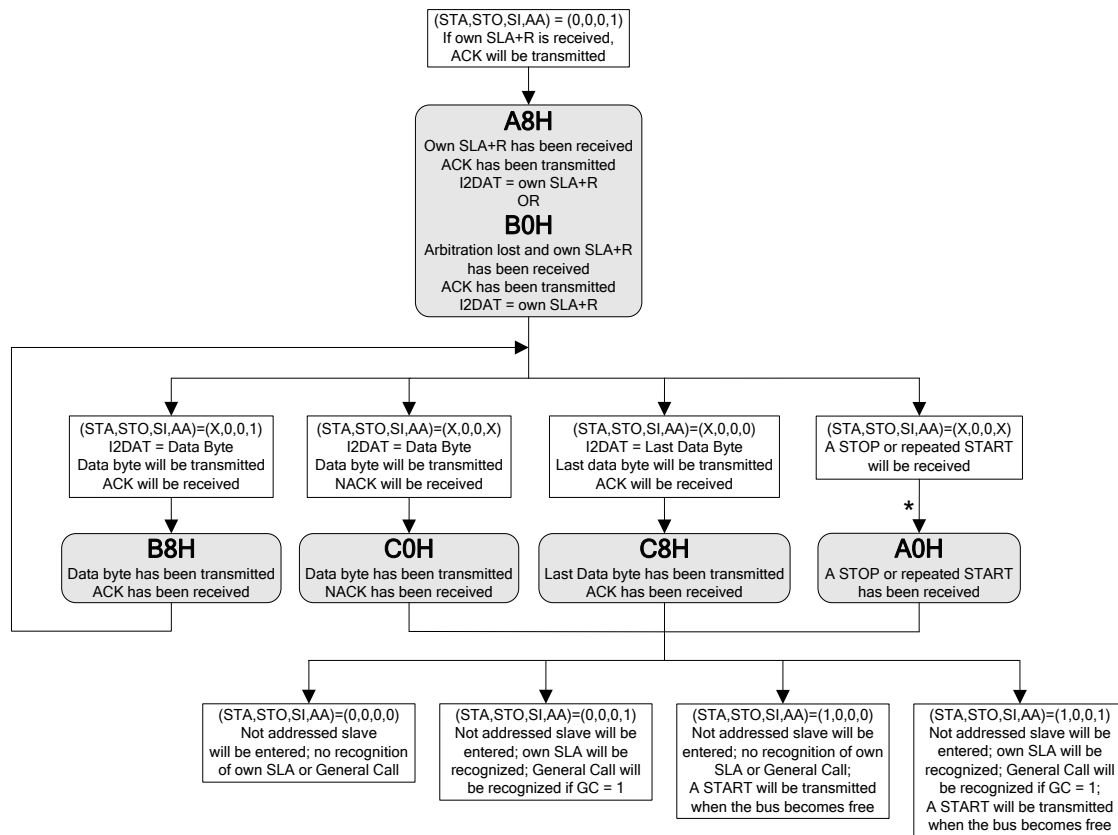 (STA,STO,SI,AA) = (0,0,0,1)
If own SLA+R is received,
ACK will be transmitted
A8H
Own SLA+R has been received
ACK has been transmitted
I2DAT = own SLA+R
OR
B0H
Arbitration lost and own SLA+R
has been received
ACK has been transmitted
I2DAT = own SLA+R
(STA,STO,SI,AA)=(X,0,0,1)
I2DAT = Data Byte
Data byte will be transmitted
ACK will be received
(STA,STO,SI,AA)=(X,0,0,X)
I2DAT = Data Byte
Data byte will be transmitted
NACK will be received
(STA,STO,SI,AA)=(X,0,0,0)
I2DAT = Last Data Byte
Last data byte will be transmitted
ACK will be received
(STA,STO,SI,AA)=(X,0,0,X)
A STOP or repeated START
will be received
*
B8H
Data byte has been transmitted
ACK has been received
C0H
Data byte has been transmitted
NACK has been received
C8H
Last Data byte has been transmitted
ACK has been received
A0H
A STOP or repeated START
has been received
(STA,STO,SI,AA)=(0,0,0,0)
Not addressed slave
will be entered; no recognition
of own SLA or General Call
(STA,STO,SI,AA)=(0,0,0,1)
Not addressed slave will be
entered; own SLA will be
recognized; General Call will
be recognized if GC = 1
(STA,STO,SI,AA)=(1,0,0,0)
Not addressed slave will be
entered; no recognition of own
SLA or General Call;
A START will be transmitted
when the bus becomes free
(STA,STO,SI,AA)=(1,0,0,1)
Not addressed slave will be
entered; own SLA will be
recognized; General Call will
be recognized if GC = 1;
A START will be transmitted
when the bus becomes free